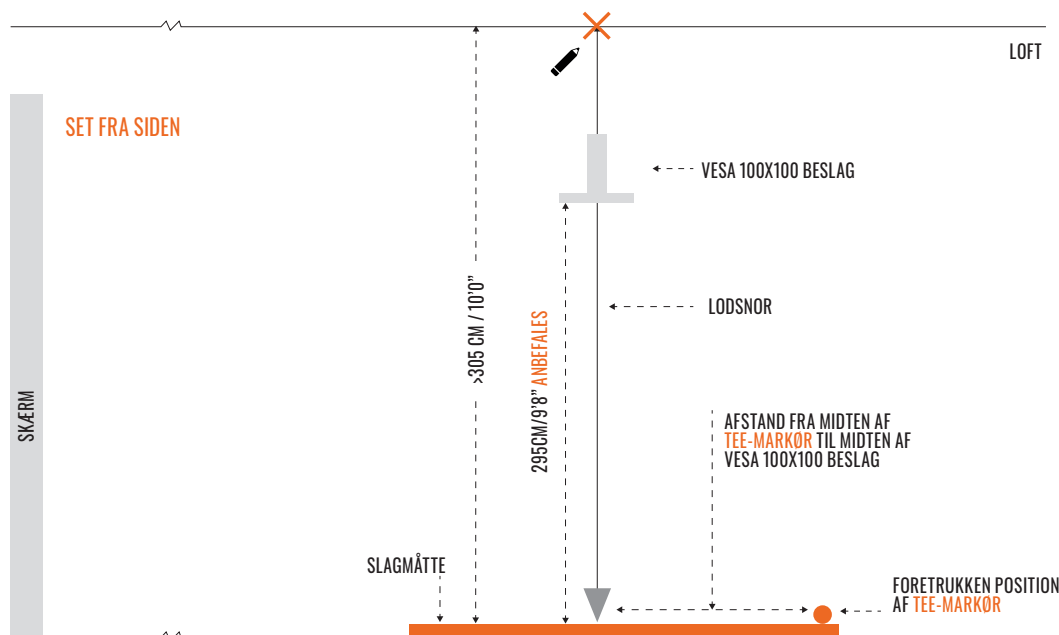 LOFT
SET FRA SIDEN
VESA 100X100 BESLAG
>305 CM / 10'0"
LODSNOR
295CM/9'8" ANBEFALES
SKÆRM
AFSTAND FRA MIDTEN AF
TEE-MARKØR TIL MIDTEN AF
VESA 100X100 BESLAG
SLAGMÅTTE
FORETRUKKEN POSITION
AF TEE-MARKØR